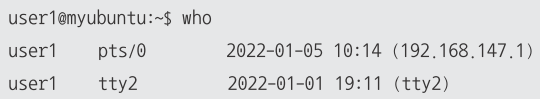 user1@myubuntu:~$ who
user1 pts/0 2022-01-05 10:14 (192.168.147.1)
user1 tty2 2022-01-01 19:11 (tty2)